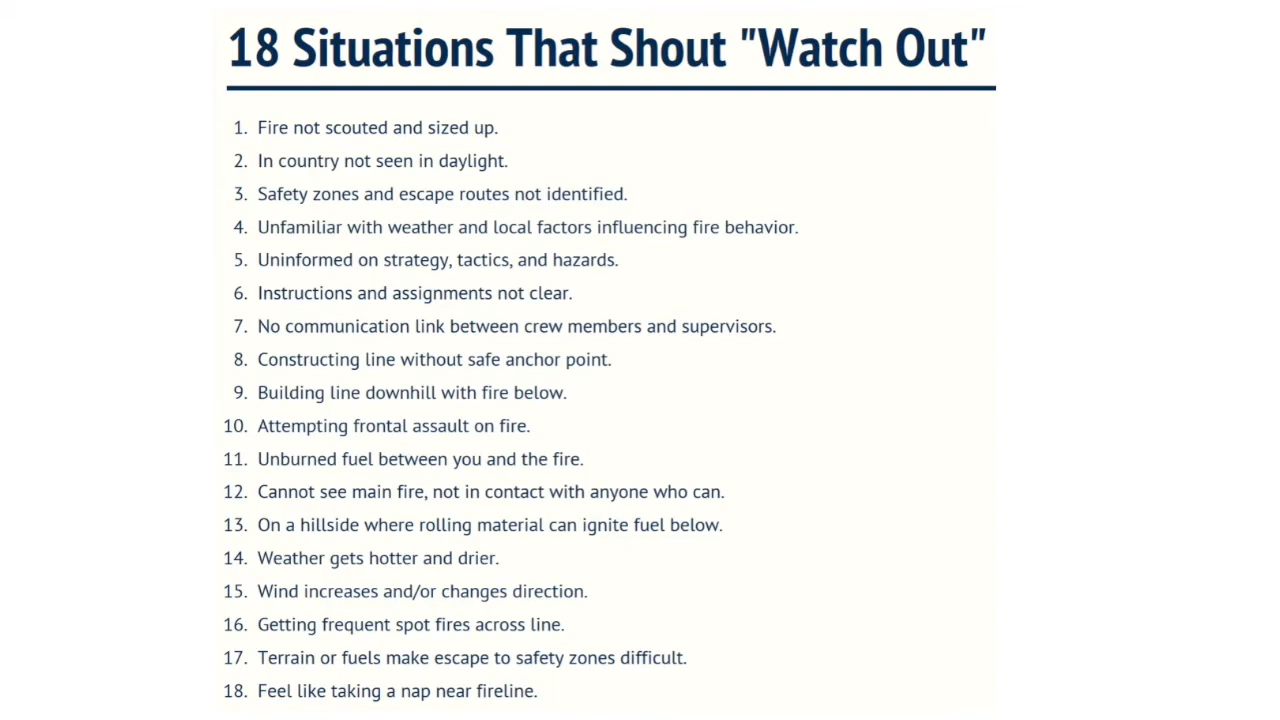 18 Situations That Shout "Watch Out"
1. Fire not scouted and sized up.
2. In country not seen in daylight.
3. Safety zones and escape routes not identified.
4. Unfamiliar with weather and local factors influencing fire behavior.
5. Uninformed on strategy, tactics, and hazards.
6. Instructions and assignments not clear.
7. No communication link between crew members and supervisors.
8. Constructing line without safe anchor point.
9. Building line downhill with fire below.
10. Attempting frontal assault on fire.
11. Unburned fuel between you and the fire.
12. Cannot see main fire, not in contact with anyone who can.
13. On a hillside where rolling material can ignite fuel below.
14. Weather gets hotter and drier.
15. Wind increases and/or changes direction.
16. Getting frequent spot fires across line.
17. Terrain or fuels make escape to safety zones difficult.
18. Feel like taking a nap near fireline.